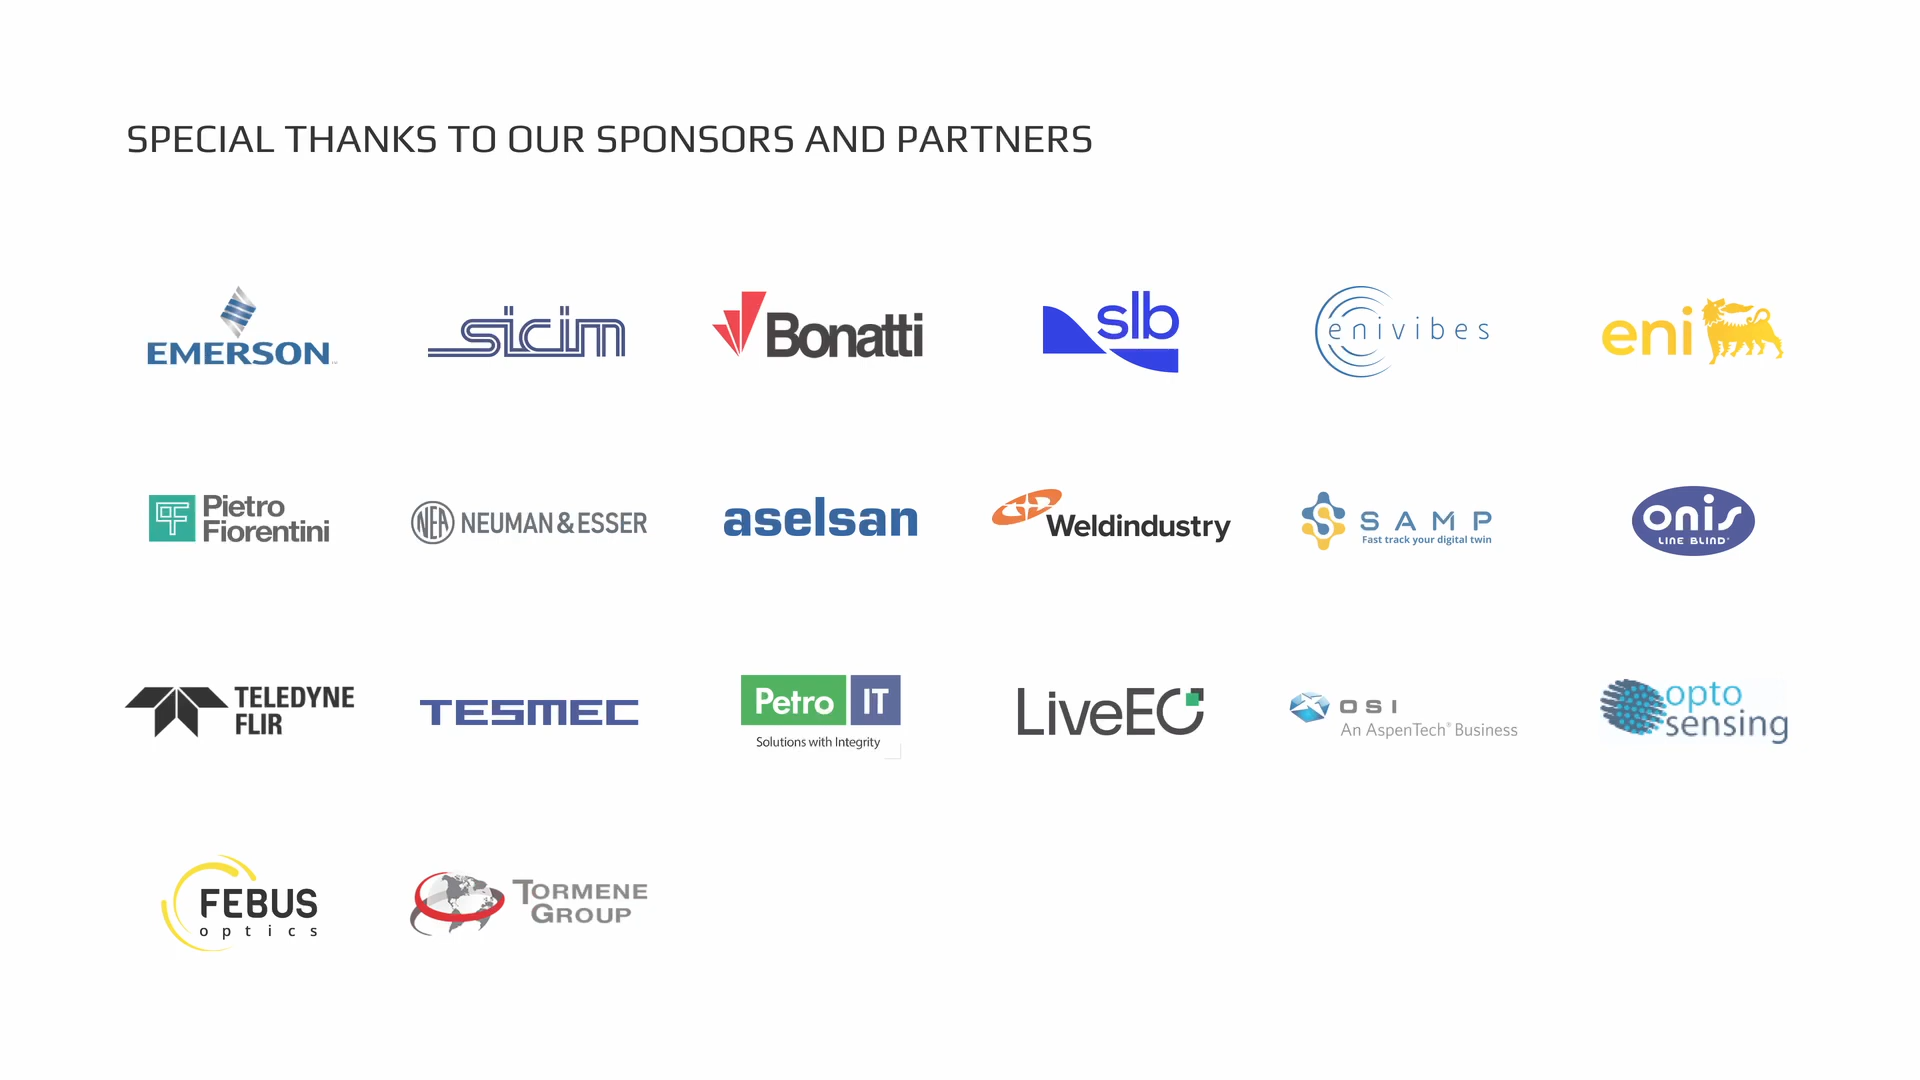 SPECIAL THANKS TO OUR SPONSORS AND PARTNERS
EMERSON
sicim
Bonatti
slb
enivibes
eni
Pietro
Fiorentini
NEA NEUMAN & ESSER
aselsan
Weldindustry
SAMP
Fast track your digital twin
onis
LINE BLIND®
TELEDYNE
FLIR
TESMEC
Petro IT
Solutions with Integrity
LiveEO
OSI
An AspenTech® Business
opto
sensing
FEBUS
optics
TORMENE
GROUP